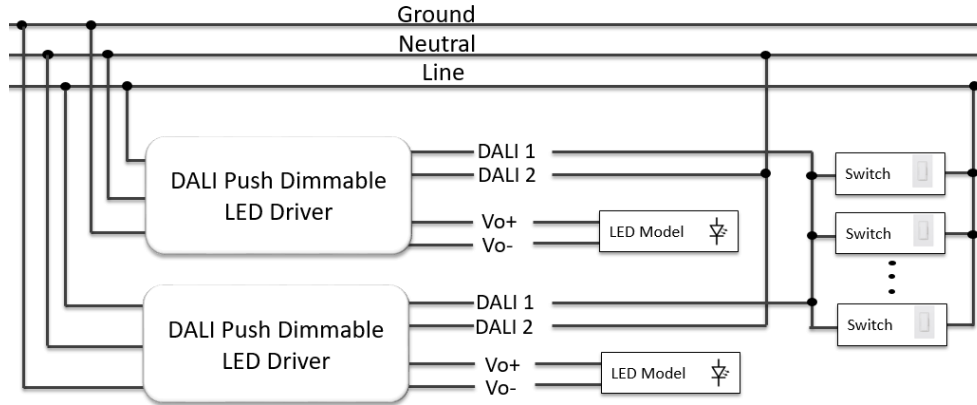 Ground
Neutral
Line
DALI Push Dimmable
LED Driver
DALI 1
DALI 2
Vo+
Vo-
LED Model
Switch
Switch
Switch
DALI Push Dimmable
LED Driver
DALI 1
DALI 2
Vo+
Vo-
LED Model